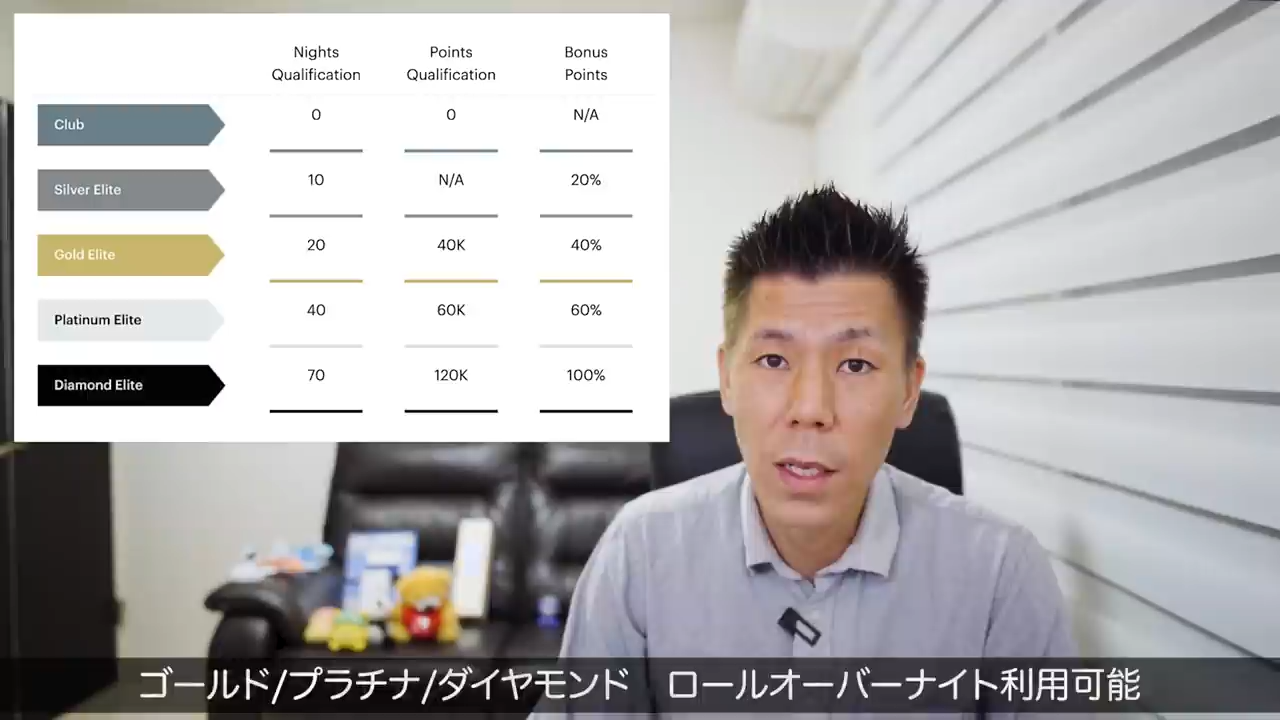 Nights Points Bonus
Qualification Qualification Points
Club 0 0 N/A
Silver Elite 10 N/A 20%
Gold Elite 20 40K 40%
Platinum Elite 40 60K 60%
Diamond Elite 70 120K 100%
ゴールド/プラチナ/ダイヤモンド　ロールオーバーナイト利用可能